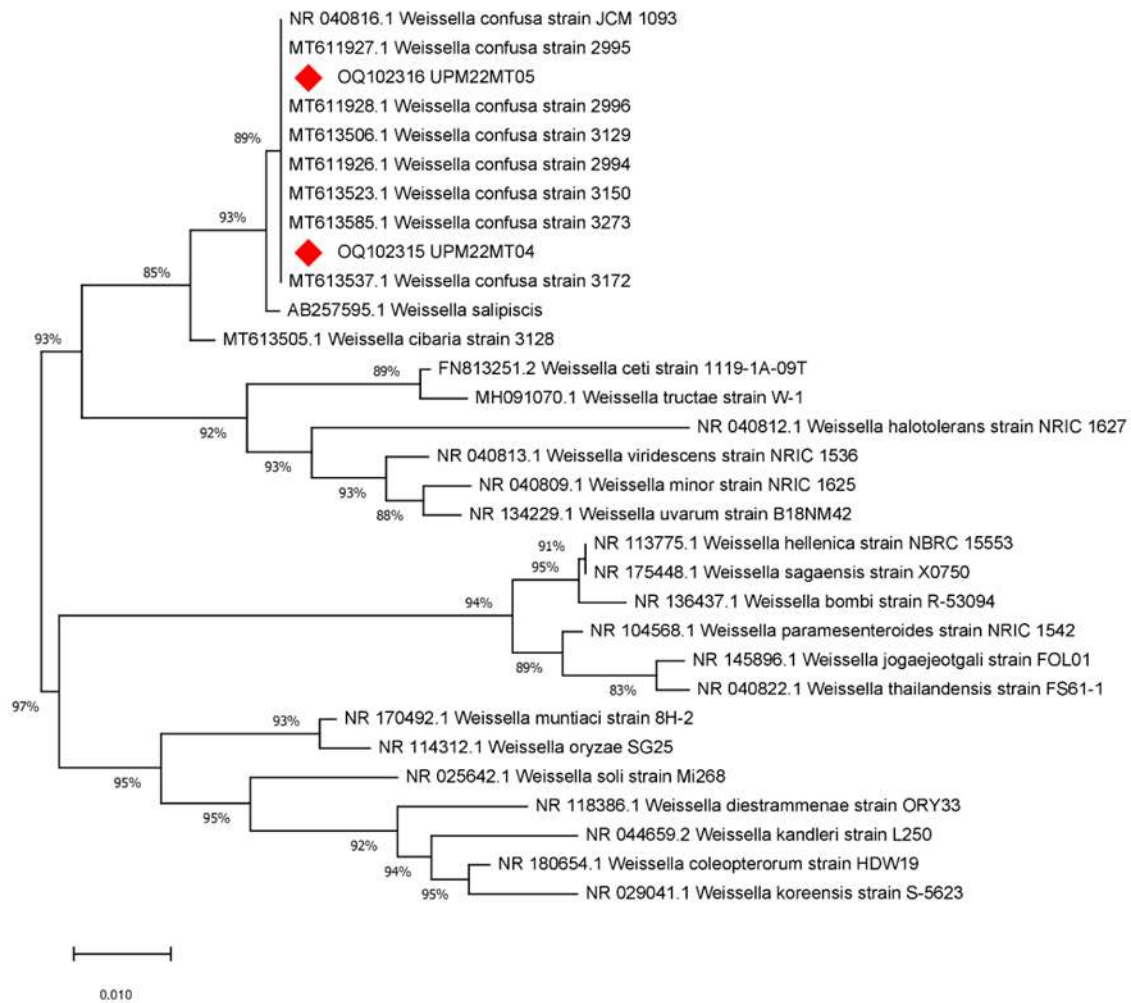 NR 040816.1 Weissella confusa strain JCM 1093
MT611927.1 Weissella confusa strain 2995
OQ102316 UPM22MT05
MT611928.1 Weissella confusa strain 2996
89%
MT613506.1 Weissella confusa strain 3129
MT611926.1 Weissella confusa strain 2994
MT613523.1 Weissella confusa strain 3150
93%
MT613585.1 Weissella confusa strain 3273
OQ102315 UPM22MT04
85%
MT613537.1 Weissella confusa strain 3172
AB257595.1 Weissella salipiscis
93%
MT613505.1 Weissella cibaria strain 3128
89%
FN813251.2 Weissella ceti strain 1119-1A-09T
MH091070.1 Weissella tructae strain W-1
92%
NR 040812.1 Weissella halotolerans strain NRIC 1627
93%
NR 040813.1 Weissella viridescens strain NRIC 1536
93%
NR 040809.1 Weissella minor strain NRIC 1625
88%
NR 134229.1 Weissella uvarum strain B18NM42
91%
NR 113775.1 Weissella hellenica strain NBRC 15553
95%
NR 175448.1 Weissella sagaensis strain X0750
94%
NR 136437.1 Weissella bombi strain R-53094
NR 104568.1 Weissella paramesenteroides strain NRIC 1542
89%
NR 145896.1 Weissella jogaejeotgali strain FOL01
83%
NR 040822.1 Weissella thailandensis strain FS61-1
97%
93%
NR 170492.1 Weissella muntiaci strain 8H-2
NR 114312.1 Weissella oryzae SG25
95%
NR 025642.1 Weissella soli strain Mi268
95%
NR 118386.1 Weissella diestrammenae strain ORY33
92%
NR 044659.2 Weissella kandleri strain L250
94%
NR 180654.1 Weissella coleopterorum strain HDW19
95%
NR 029041.1 Weissella koreensis strain S-5623
0.010